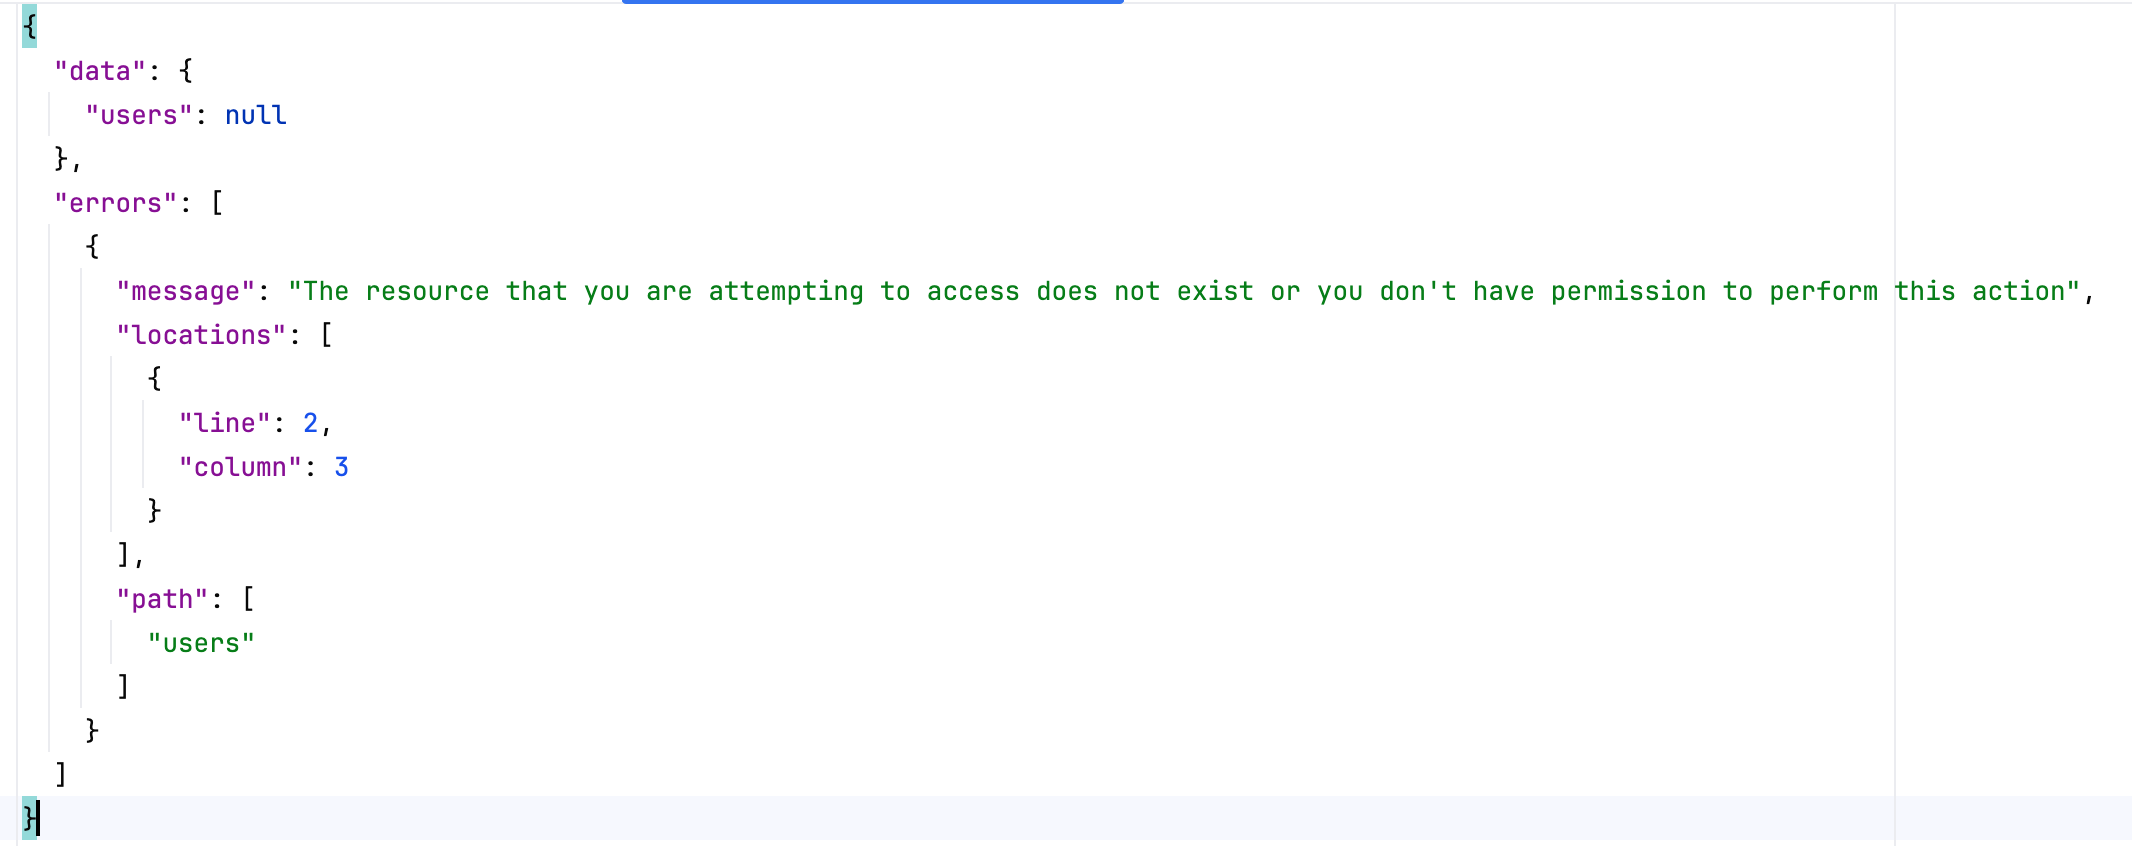 {
  "data": {
    "users": null
  },
  "errors": [
    {
      "message": "The resource that you are attempting to access does not exist or you don't have permission to perform this action",
      "locations": [
        {
          "line": 2,
          "column": 3
        }
      ],
      "path": [
        "users"
      ]
    }
  ]
}